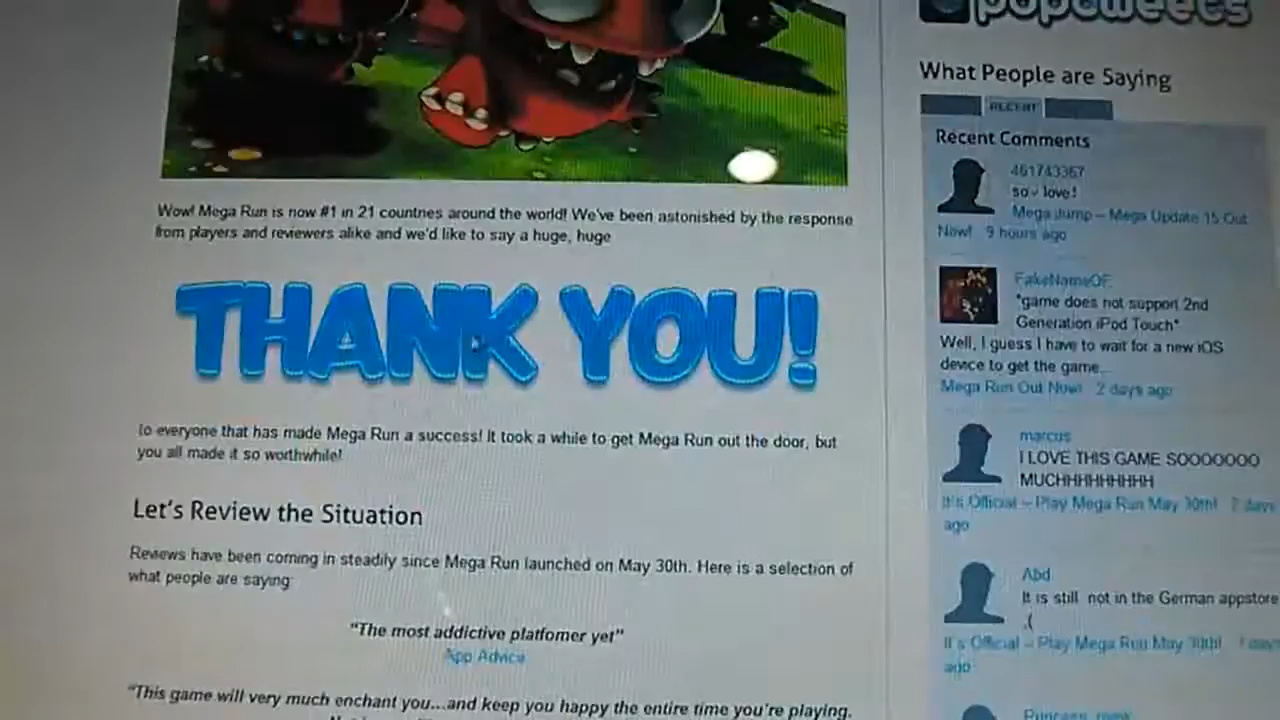 Wow! Mega Run is now #1 in 21 countries around the world! We've been astonished by the response
from players and reviewers alike and we'd like to say a huge, huge
THANK YOU!
to everyone that has made Mega Run a success! It took a while to get Mega Run out the door, but
you all made it so worthwhile!
Let's Review the Situation
Reviews have been coming in steadily since Mega Run launched on May 30th. Here is a selection of
what people are saying:
"The most addictive platfomer yet"
App Advice
"This game will very much enchant you...and keep you happy the entire time you're playing.
What People are Saying
RECENT
Recent Comments
461743367
so - love!
Mega Jump – Mega Update 15 Out
Now! 9 hours ago
FakeNameOF
*game does not support 2nd
Generation iPod Touch*
Well, I guess I have to wait for a new iOS
device to get the game...
Mega Run Out Now! 2 days ago
marcus
I LOVE THIS GAME SOOOOOOO
MUCHHHHHHHHH
It's Official – Play Mega Run May 30th! 7 days
ago
Abd
It is still not in the German appstore
:(
It's Official – Play Mega Run May 30th! 7 days
ago